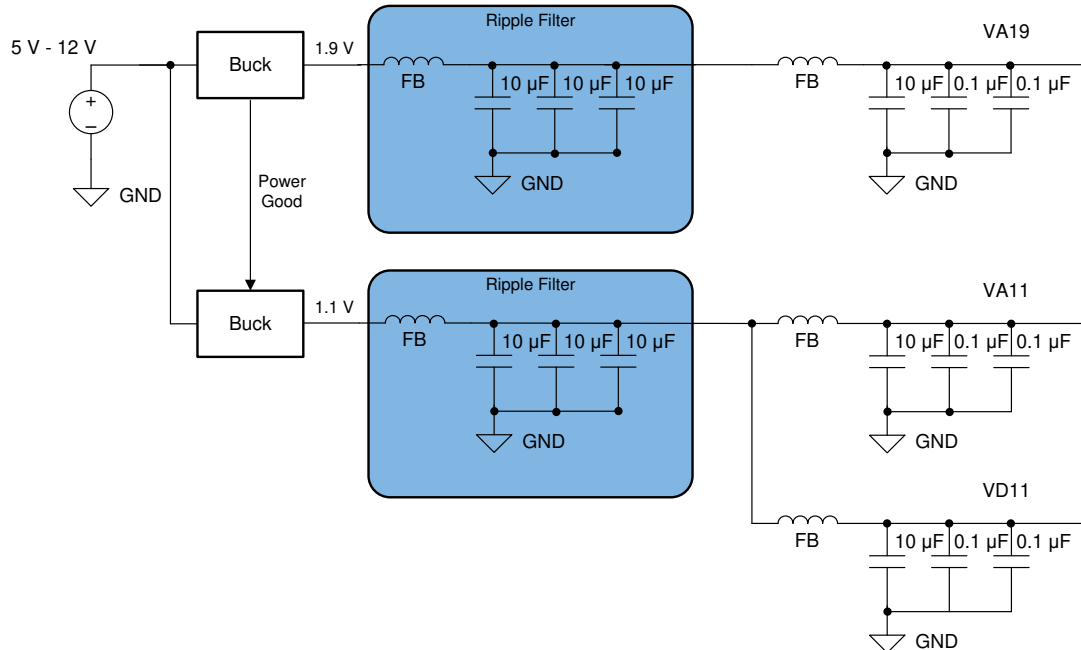 Ripple Filter
5 V - 12 V
Buck
1.9 V
FB
10 µF
10 µF
10 µF
GND
VA19
FB
10 µF
0.1 µF
0.1 µF
GND
+
–
GND
Power
Good
Ripple Filter
Buck
1.1 V
FB
10 µF
10 µF
10 µF
GND
VA11
FB
10 µF
0.1 µF
0.1 µF
GND
VD11
FB
10 µF
0.1 µF
0.1 µF
GND